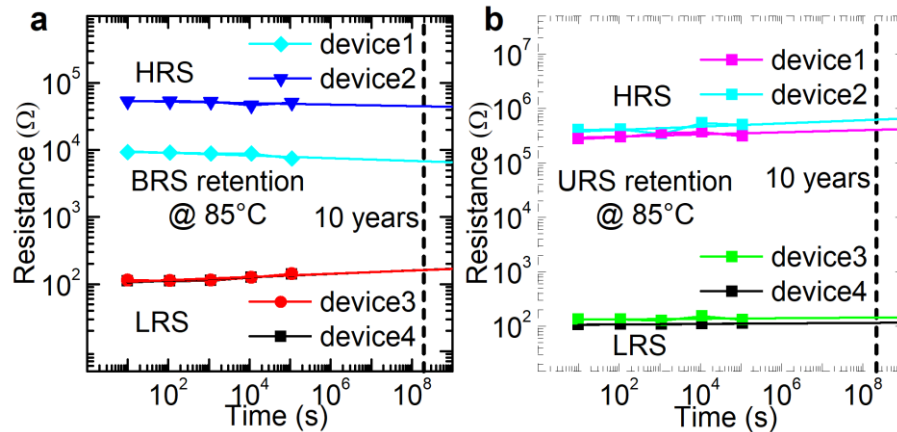 a
device1
HRS
device2
BRS retention
@ 85°C
10 years
device3
LRS
device4
Resistance (Ω)
10⁵
10⁴
10³
10²
10² 10⁴ 10⁶ 10⁸
Time (s)
b
device1
device2
HRS
URS retention
@ 85°C
10 years
device3
device4
LRS
Resistance (Ω)
10⁷
10⁶
10⁵
10⁴
10³
10²
10² 10⁴ 10⁶ 10⁸
Time (s)